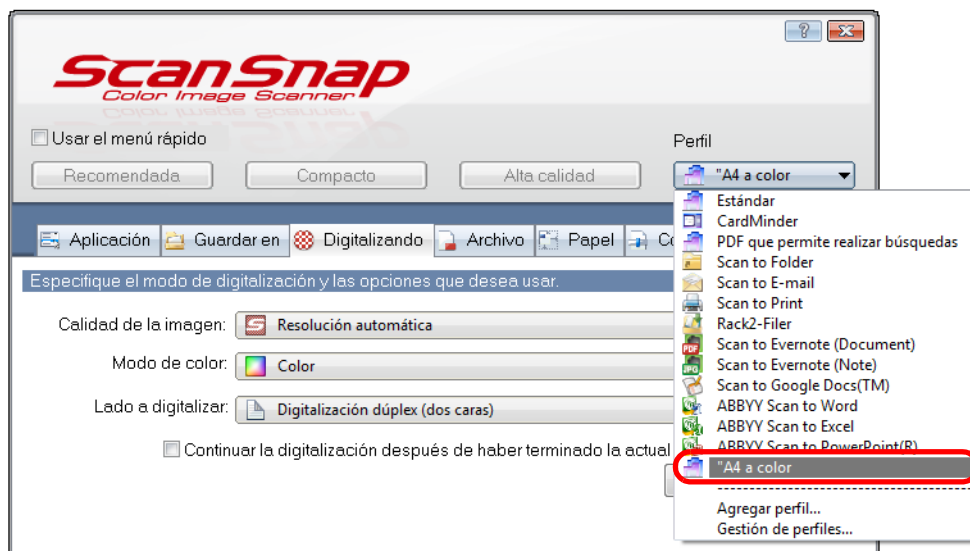 ScanSnap
Color Image Scanner
Usar el menú rápido
Perfil
Recomendada Compacto Alta calidad "A4 a color
Aplicación Guardar en Digitalizando Archivo Papel
Especifique el modo de digitalización y las opciones que desea usar.
Calidad de la imagen: Resolución automática
Modo de color: Color
Lado a digitalizar: Digitalización dúplex (dos caras)
Continuar la digitalización después de haber terminado la actual
Estándar
CardMinder
PDF que permite realizar búsquedas
Scan to Folder
Scan to E-mail
Scan to Print
Rack2-Filer
Scan to Evernote (Document)
Scan to Evernote (Note)
Scan to Google Docs(TM)
ABBYY Scan to Word
ABBYY Scan to Excel
ABBYY Scan to PowerPoint(R)
"A4 a color
Agregar perfil...
Gestión de perfiles...